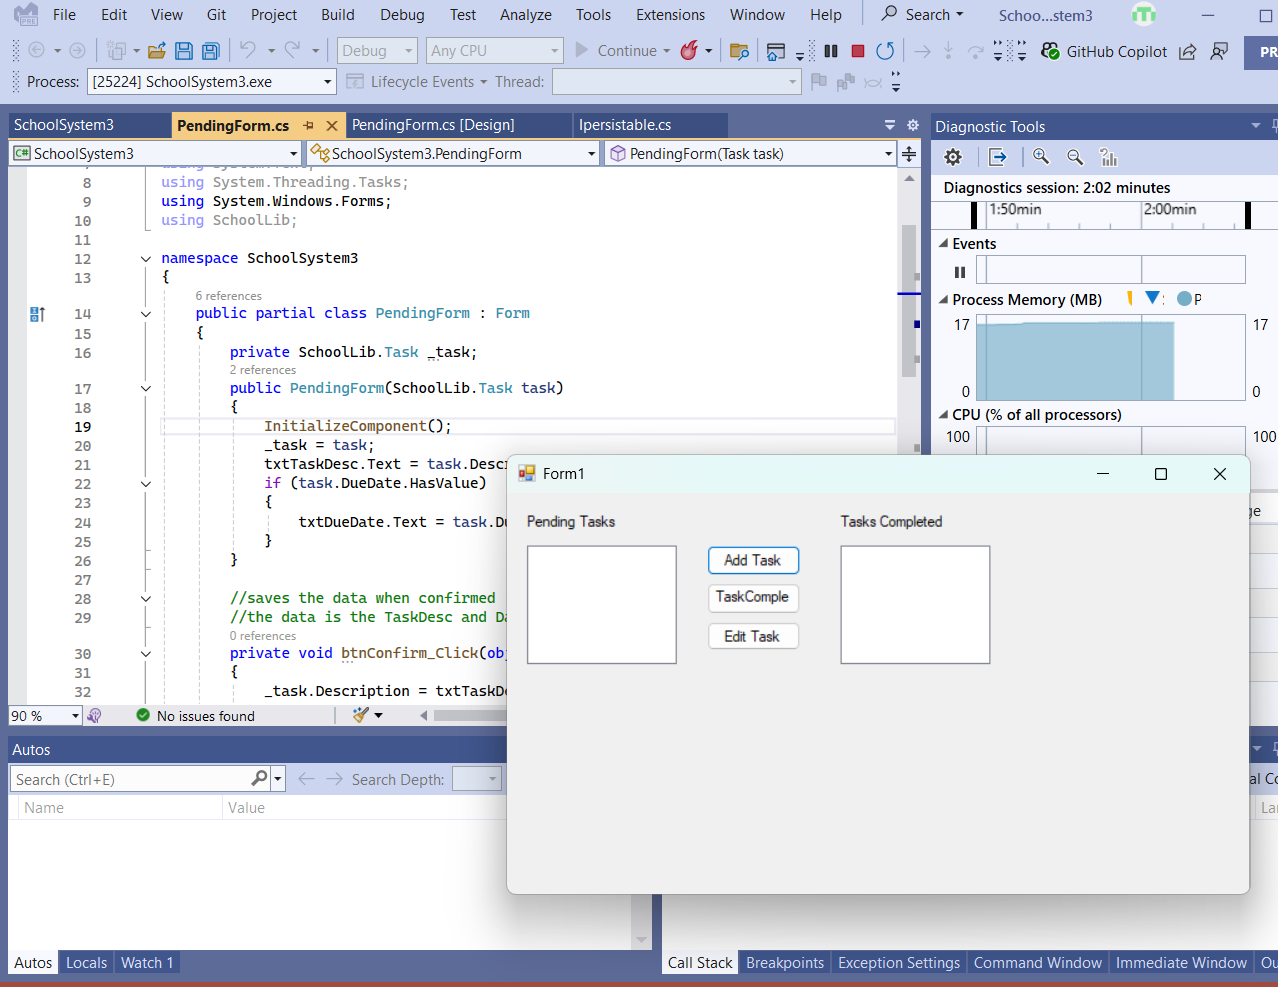 File Edit View Git Project Build Debug Test Analyze Tools Extensions Window Help Search Schoo...stem3
Debug Any CPU Continue GitHub Copilot PR
Process: [25224] SchoolSystem3.exe Lifecycle Events Thread:
SchoolSystem3 PendingForm.cs PendingForm.cs [Design] Ipersistable.cs
SchoolSystem3 SchoolSystem3.PendingForm PendingForm(Task task)
8 using System.Threading.Tasks;
9 using System.Windows.Forms;
10 using SchoolLib;
11
12 namespace SchoolSystem3
13 {
6 references
14 public partial class PendingForm : Form
15 {
16 private SchoolLib.Task _task;
2 references
17 public PendingForm(SchoolLib.Task task)
18 {
19 InitializeComponent();
20 _task = task;
21 txtTaskDesc.Text = task.Descr
22 if (task.DueDate.HasValue)
23 {
24 txtDueDate.Text = task.Du
25 }
26 }
27
28 //saves the data when confirmed
29 //the data is the TaskDesc and Da
0 references
30 private void btnConfirm_Click(obj
31 {
32 _task.Description = txtTaskDe
90 % No issues found
Diagnostic Tools
Diagnostics session: 2:02 minutes
1:50min 2:00min
Events
Process Memory (MB) P
17 17
0 0
CPU (% of all processors)
100 100
ge
Form1
Pending Tasks Tasks Completed
Add Task
TaskComple
Edit Task
Autos
Search (Ctrl+E) Search Depth:
Name Value
al Co
La
Autos Locals Watch 1
Call Stack Breakpoints Exception Settings Command Window Immediate Window Ou